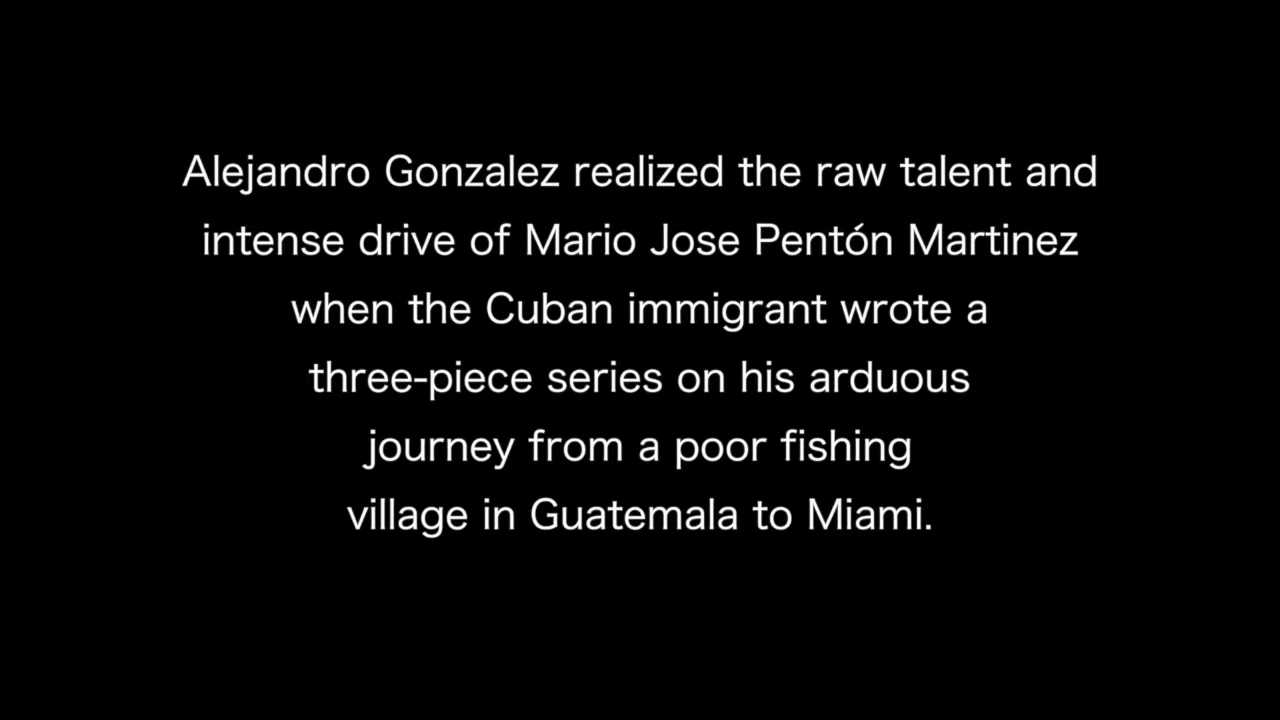 Alejandro Gonzalez realized the raw talent and
intense drive of Mario Jose Pentón Martinez
when the Cuban immigrant wrote a
three-piece series on his arduous
journey from a poor fishing
village in Guatemala to Miami.